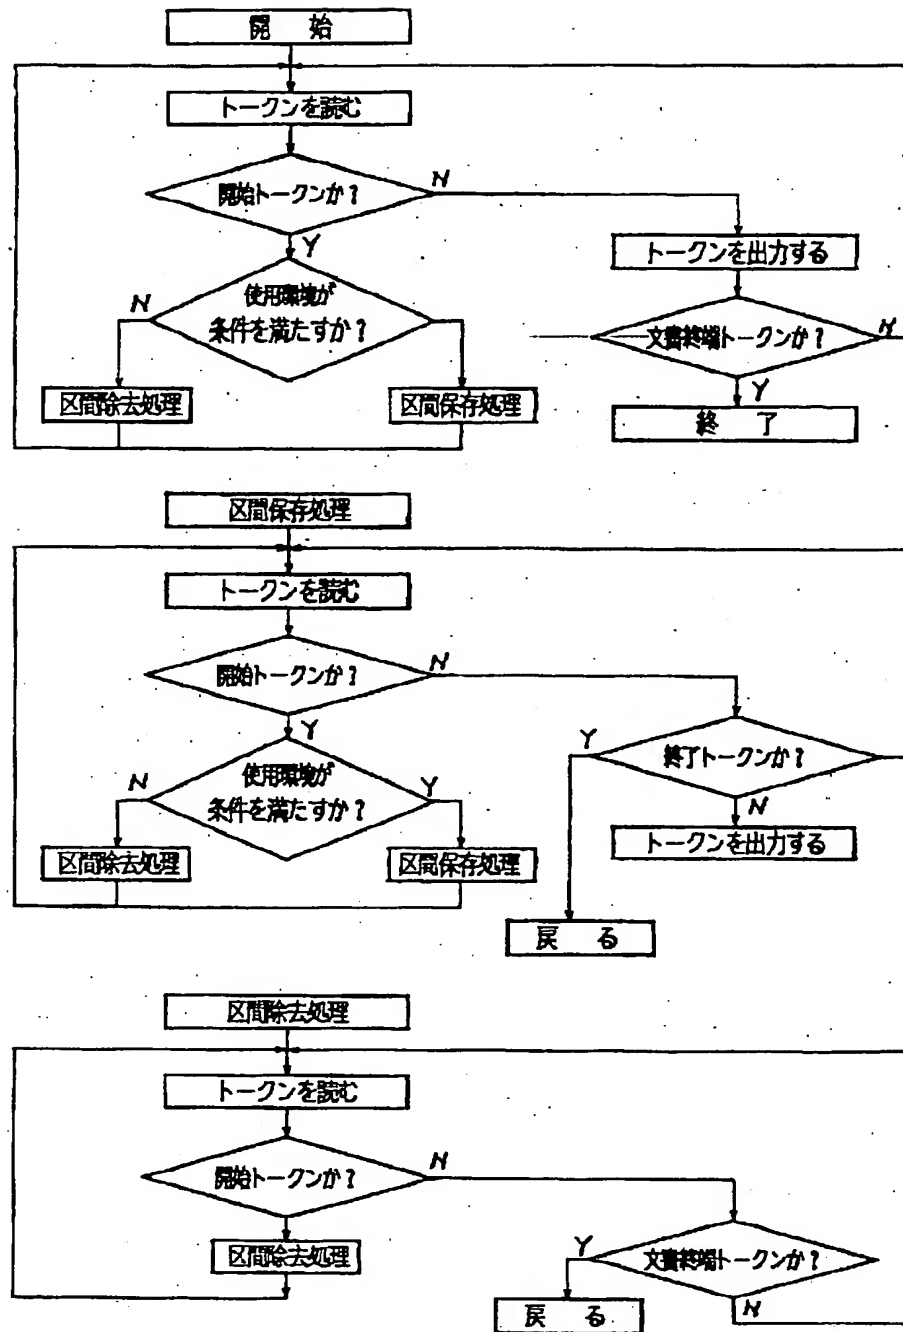 開 始
トークンを読む
開始トークンか?
N
Y
トークンを出力する
使用環境が
条件を満たすか?
N
文書終端トークンか?
N
Y
区間除去処理
区間保存処理
終 了
区間保存処理
トークンを読む
開始トークンか?
N
Y
使用環境が
条件を満たすか?
N
Y
Y
終了トークンか?
N
トークンを出力する
区間除去処理
区間保存処理
戻 る
区間除去処理
トークンを読む
開始トークンか?
N
区間除去処理
Y
文書終端トークンか?
N
戻 る